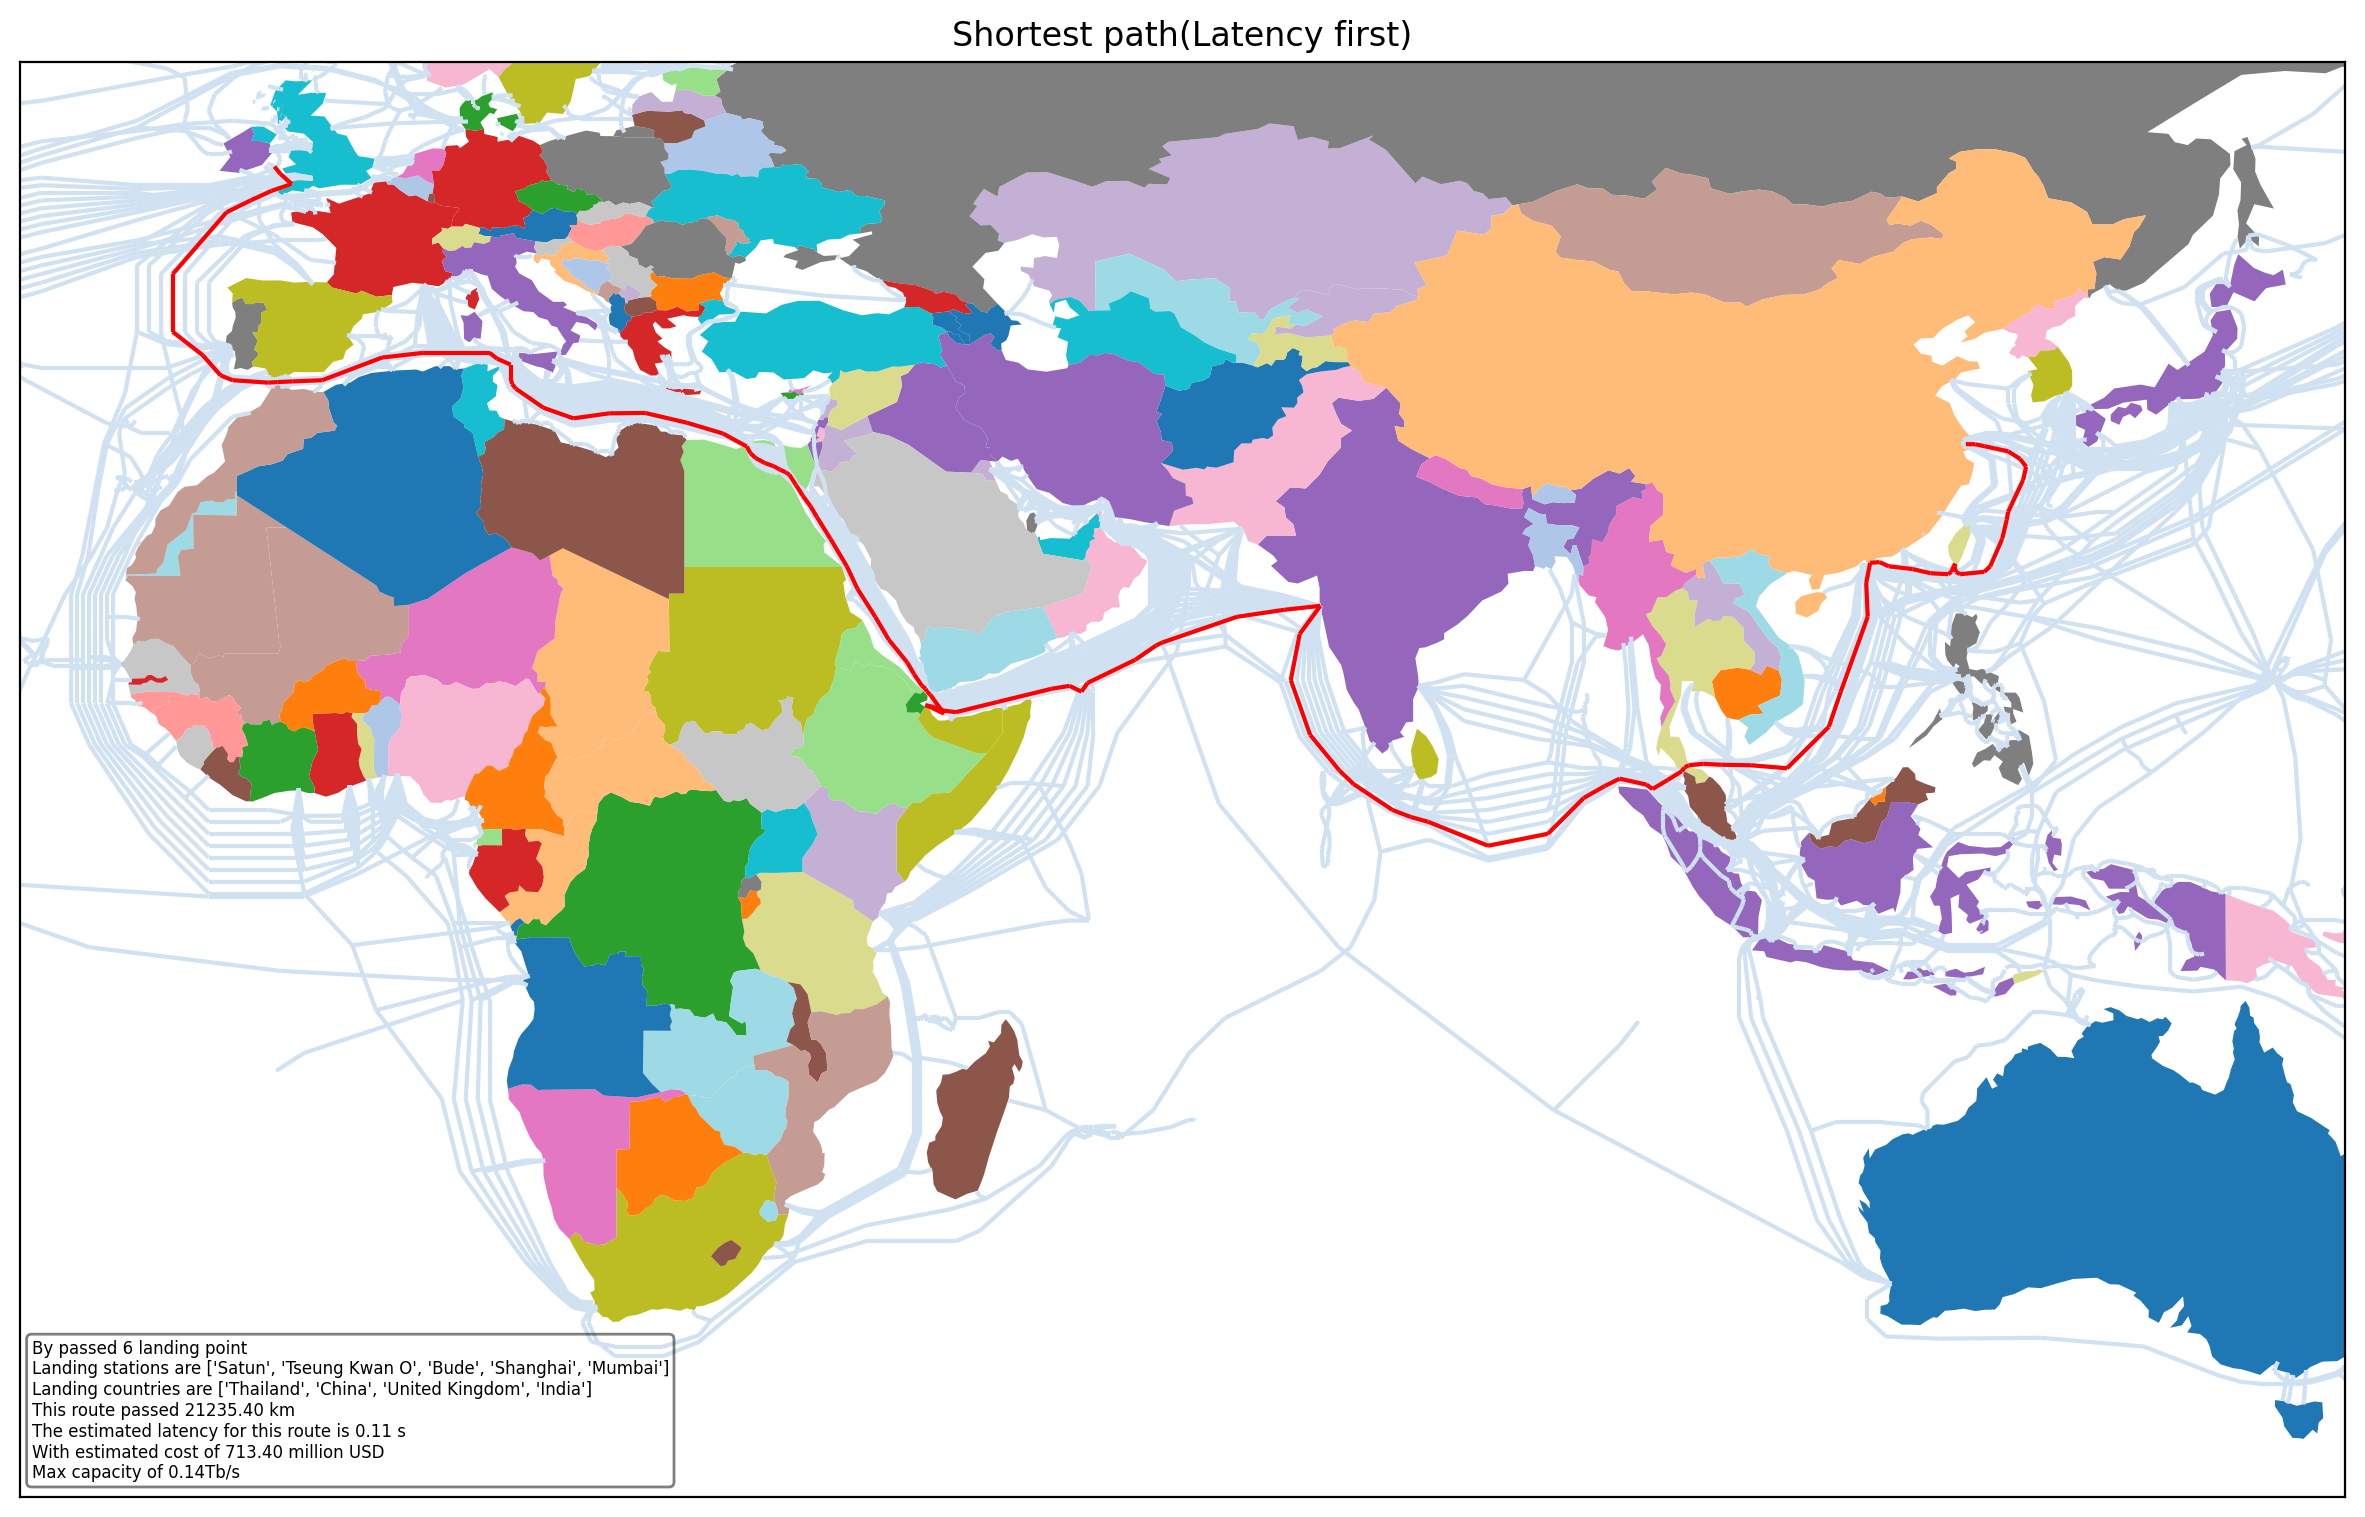 Shortest path(Latency first)
By passed 6 landing point
Landing stations are ['Satun', 'Tseung Kwan O', 'Bude', 'Shanghai', 'Mumbai']
Landing countries are ['Thailand', 'China', 'United Kingdom', 'India']
This route passed 21235.40 km
The estimated latency for this route is 0.11 s
With estimated cost of 713.40 million USD
Max capacity of 0.14Tb/s